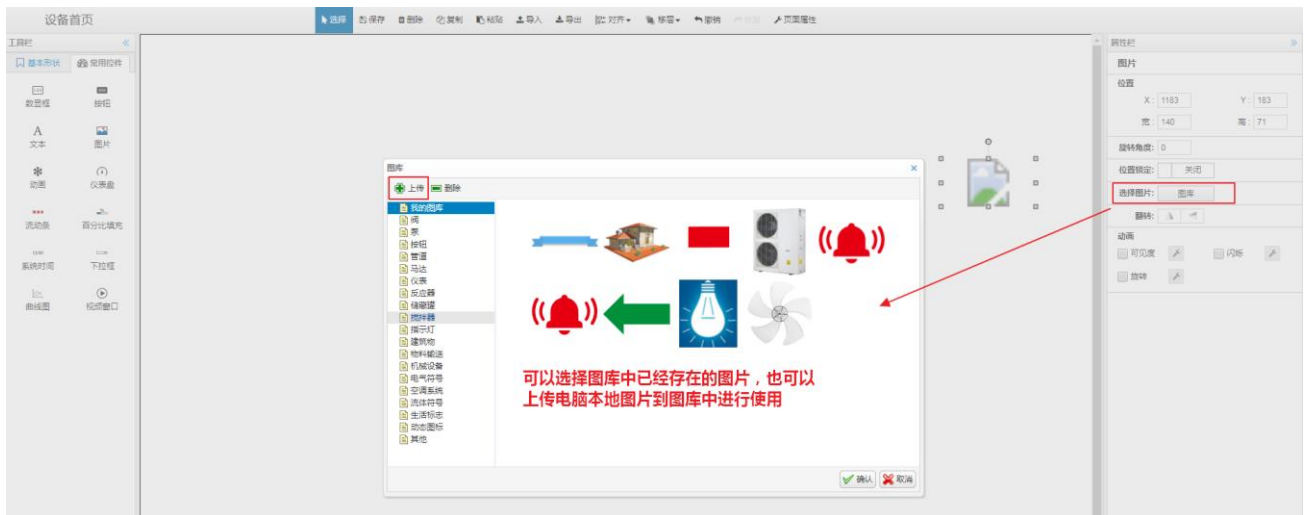 设备首页
选择 保存 删除 复制 粘贴 导入 导出 对齐 移层 撤销 页面属性
工具栏
基本形状 常用控件
数显框 按钮
文本 图片
动画 仪表盘
流动条 百分比填充
系统时间 下拉框
曲线图 视频窗口
图库
上传 删除
我的图库
阀
泵
按钮
管道
马达
仪表
反应器
储藏罐
搅拌器
指示灯
建筑物
物料输送
机械设备
电气符号
空调系统
流体符号
生活标志
动态图标
其他
可以选择图库中已经存在的图片，也可以
上传电脑本地图片到图库中进行使用
确认 取消
属性栏
图片
位置
X: 1183 Y: 183
宽: 140 高: 71
旋转角度: 0
位置锁定: 关闭
选择图片: 图库
翻转:
动画
可见度 闪烁
旋转